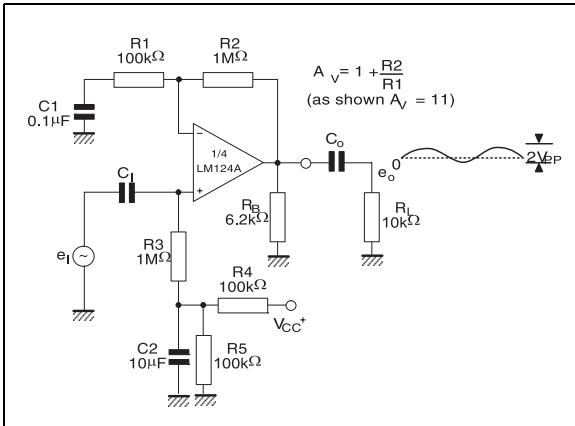 R1
100kΩ
R2
1MΩ
A V = 1 + R2
R1
(as shown A V = 11)
C1
0.1µF
1/4
LM124A
CI
CO
0
2VPP
eO
RB
6.2kΩ
RL
10kΩ
R3
1MΩ
eI
~
R4
100kΩ
VCC+
C2
10µF
R5
100kΩ